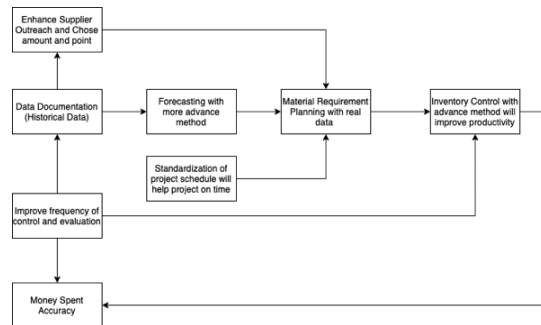 Enhance Supplier
Outreach and Chose
amount and point
Data Documentation
(Historical Data)
Forecasting with
more advance
method
Material Requirement
Planning with real
data
Inventory Control with
advance method will
improve productivity
Standardization of
project schedule will
help project on time
Improve frequency of
control and evaluation
Money Spent
Accuracy